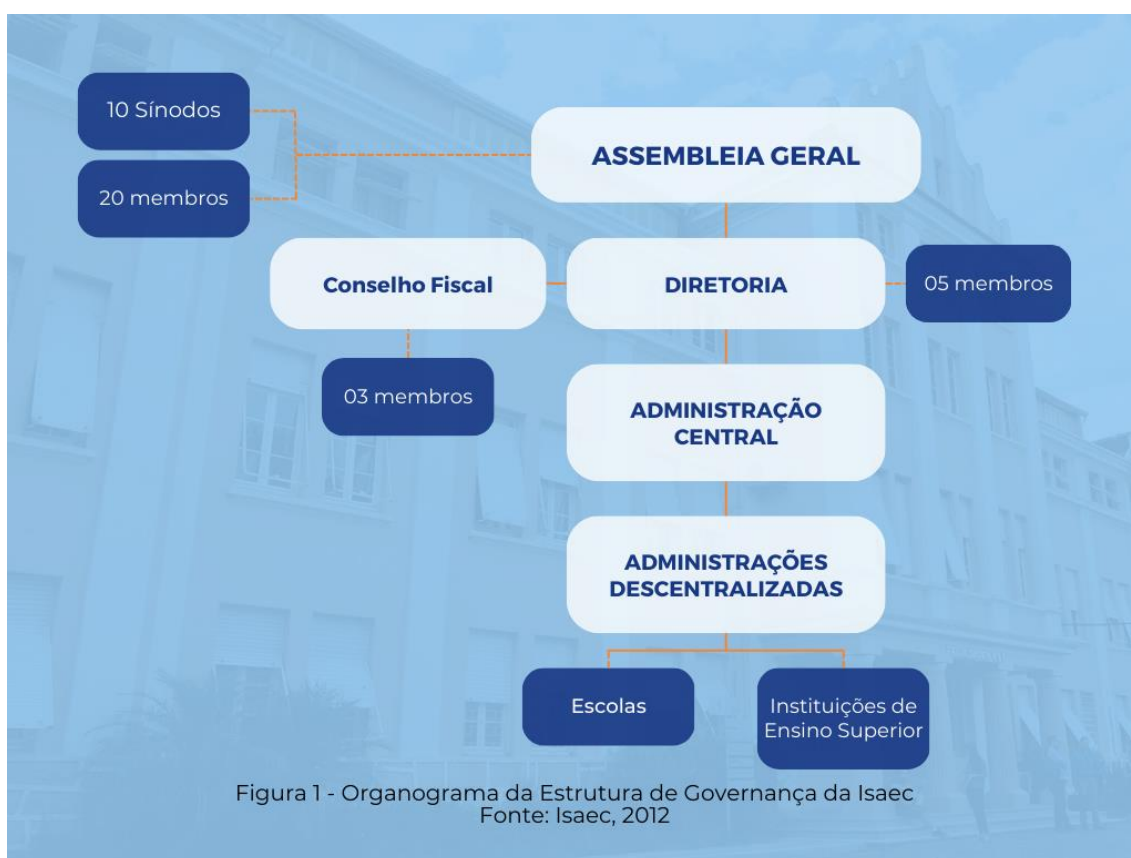 10 Sínodos
ASSEMBLEIA GERAL
20 membros
Conselho Fiscal
DIRETORIA
05 membros
03 membros
ADMINISTRAÇÃO
CENTRAL
ADMINISTRAÇÕES
DESCENTRALIZADAS
Escolas
Instituições de
Ensino Superior
Figura 1 - Organograma da Estrutura de Governança da Isaec
Fonte: Isaec, 2012